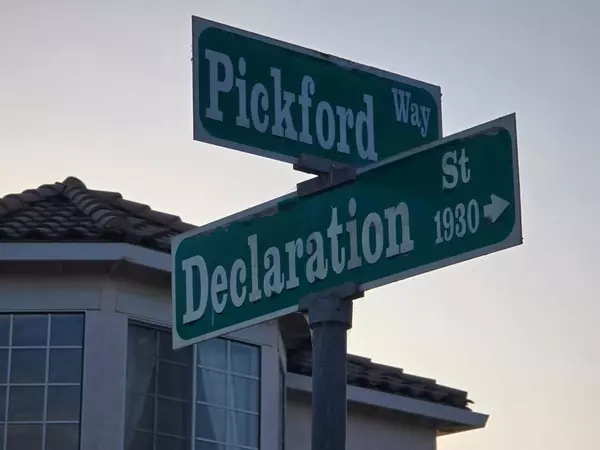 Pickford Way
Declaration St
1930 →